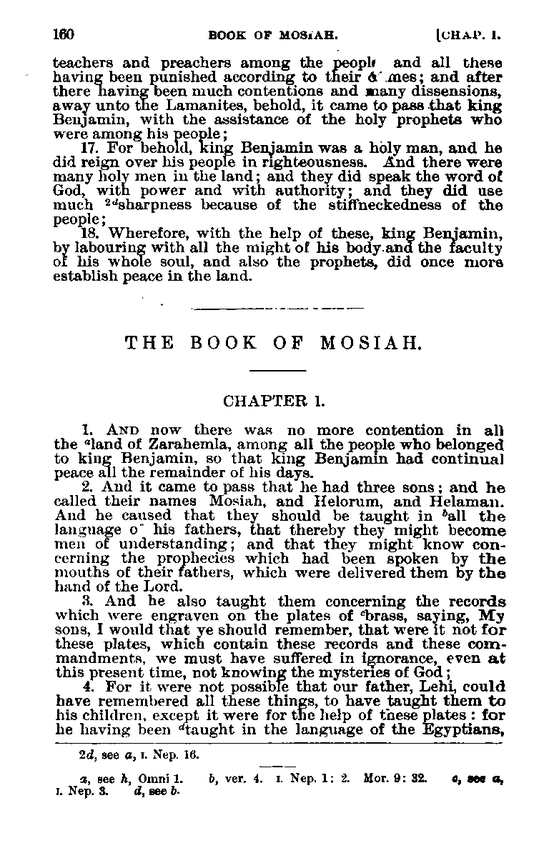 160 BOOK OF MOSIAH. [CHAP. 1.
teachers and preachers among the people and all these
having been punished according to their mes; and after
there having been much contentions and many dissensions,
away unto the Lamanites, behold, it came to pass that king
Benjamin, with the assistance of the holy prophets who
were among his people;
17. For behold, king Benjamin was a holy man, and he
did reign over his people in righteousness. And there were
many holy men in the land; and they did speak the word of
God, with power and with authority; and they did use
much ²ᵈsharpness because of the stiffneckedness of the
people;
18. Wherefore, with the help of these, king Benjamin,
by labouring with all the might of his body and the faculty
of his whole soul, and also the prophets, did once more
establish peace in the land.
THE BOOK OF MOSIAH.
CHAPTER 1.
1. AND now there was no more contention in all
the ᵃland of Zarahemla, among all the people who belonged
to king Benjamin, so that king Benjamin had continual
peace all the remainder of his days.
2. And it came to pass that he had three sons; and he
called their names Mosiah, and Helorum, and Helaman.
And he caused that they should be taught in ᵇall the
language o his fathers, that thereby they might become
men of understanding; and that they might know con-
cerning the prophecies which had been spoken by the
mouths of their fathers, which were delivered them by the
hand of the Lord.
3. And he also taught them concerning the records
which were engraven on the plates of ᶜbrass, saying, My
sons, I would that ye should remember, that were it not for
these plates, which contain these records and these com-
mandments, we must have suffered in ignorance, even at
this present time, not knowing the mysteries of God;
4. For it were not possible that our father, Lehi, could
have remembered all these things, to have taught them to
his children, except it were for the help of these plates: for
he having been ᵈtaught in the language of the Egyptians,
2d, see a, I. Nep. 16.
a, see h, Omni 1. b, ver. 4. I. Nep. 1: 2. Mor. 9: 32. c, see a,
I. Nep. 3. d, see b.